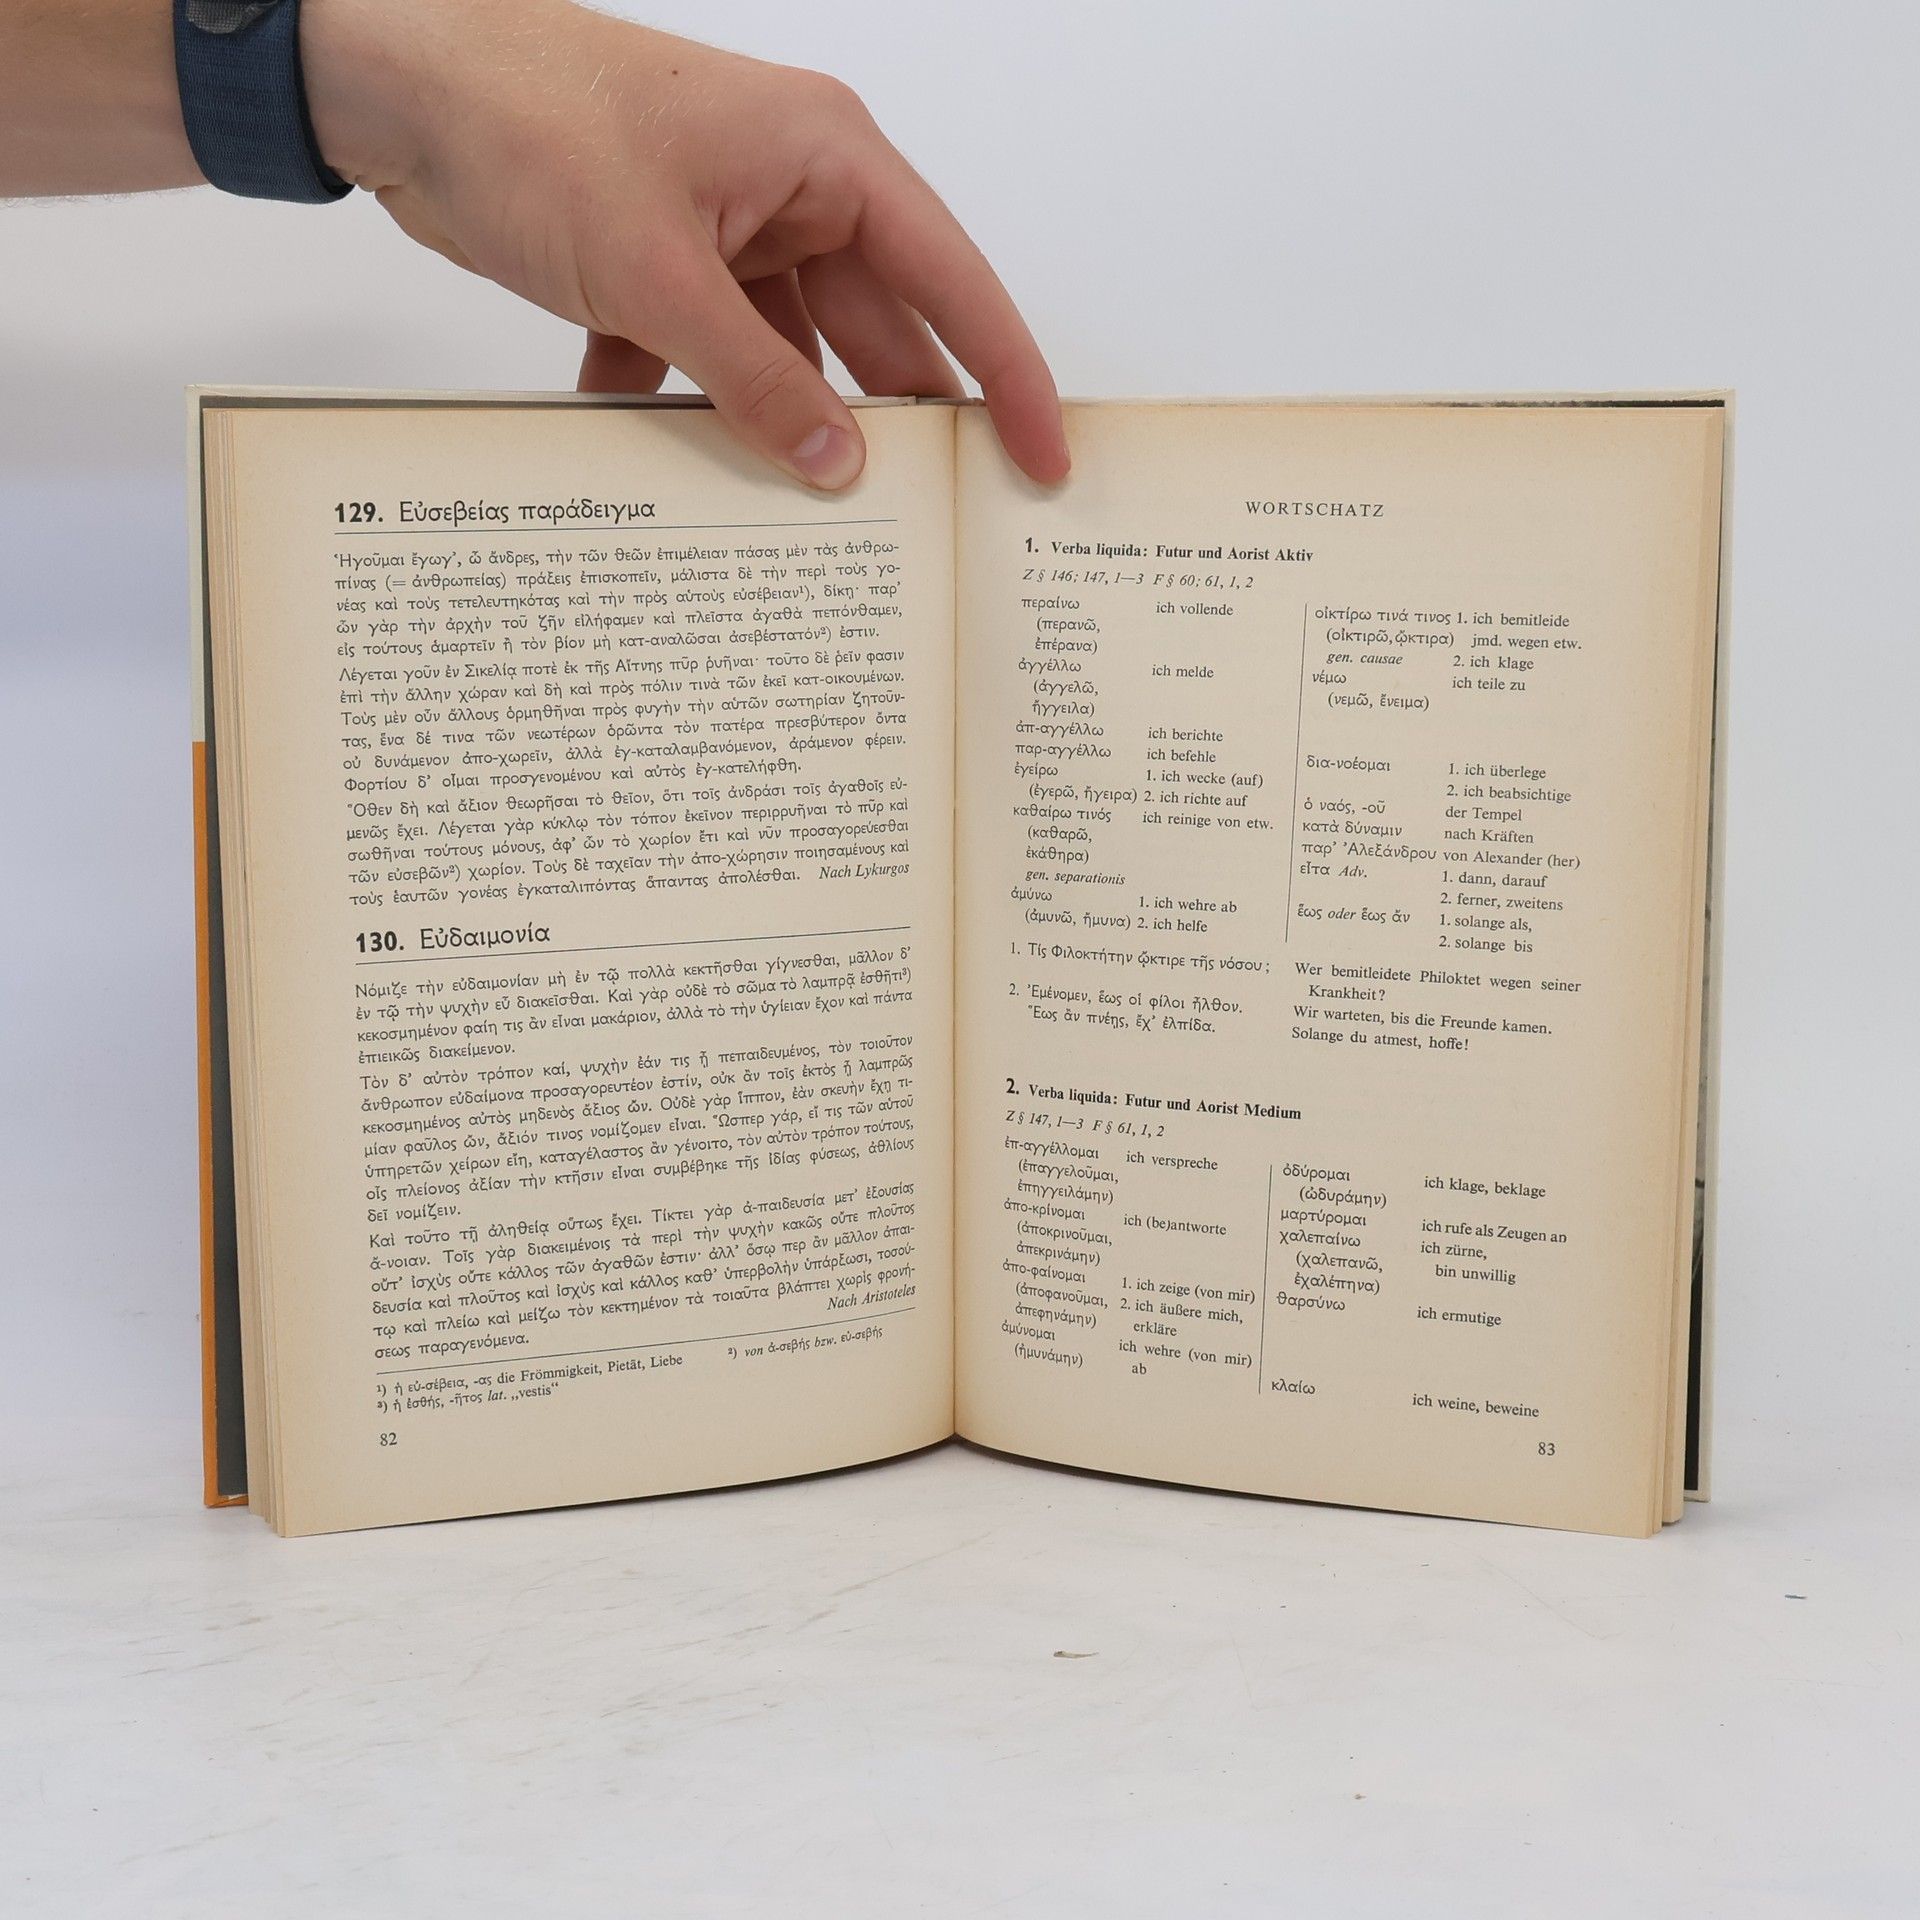 129. Εὐσεβείας παράδειγμα
Ἡγοῦμαι ἔγωγ', ὦ ἄνδρες, τὴν τῶν θεῶν ἐπιμέλειαν πάσας μὲν τὰς ἀνθρω-
πίνας (= ἀνθρωπείας) πράξεις ἐπισκοπεῖν, μάλιστα δὲ τὴν περὶ τοὺς γο-
νέας καὶ τοὺς τετελευτηκότας καὶ τὴν πρὸς αὑτοὺς εὐσέβειαν¹), δίκῃ· παρ'
ὧν γὰρ τὴν ἀρχὴν τοῦ ζῆν εἰλήφαμεν καὶ πλεῖστα ἀγαθὰ πεπόνθαμεν,
εἰς τούτους ἁμαρτεῖν ἢ τὸν βίον μὴ κατ-αναλῶσαι ἀσεβέστατόν²) ἐστιν.
Λέγεται γοῦν ἐν Σικελίᾳ ποτὲ ἐκ τῆς Αἴτνης πῦρ ῥυῆναι· τοῦτο δὲ ῥεῖν φασιν
ἐπὶ τὴν ἄλλην χώραν καὶ δὴ καὶ πρὸς πόλιν τινὰ τῶν ἐκεῖ κατ-οικουμένων.
Τοὺς μὲν οὖν ἄλλους ὁρμηθῆναι πρὸς φυγὴν τὴν αὑτῶν σωτηρίαν ζητοῦν-
τας, ἕνα δέ τινα τῶν νεωτέρων ὁρῶντα τὸν πατέρα πρεσβύτερον ὄντα
οὐ δυνάμενον ἀπο-χωρεῖν, ἀλλὰ ἐγ-καταλαμβανόμενον, ἀράμενον φέρειν.
Φορτίου δ' οἶμαι προσγενομένου καὶ αὐτὸς ἐγ-κατελήφθη.
Ὅθεν δὴ καὶ ἄξιον θεωρῆσαι τὸ θεῖον, ὅτι τοῖς ἀνδράσι τοῖς ἀγαθοῖς εὐ-
μενῶς ἔχει. Λέγεται γὰρ κύκλῳ τὸν τόπον ἐκεῖνον περιρρυῆναι τὸ πῦρ καὶ
σωθῆναι τούτους μόνους, ἀφ' ὧν τὸ χωρίον ἔτι καὶ νῦν προσαγορεύεσθαι
τῶν εὐσεβῶν²) χωρίον. Τοὺς δὲ ταχεῖαν τὴν ἀπο-χώρησιν ποιησαμένους καὶ
τοὺς ἑαυτῶν γονέας ἐγκαταλιπόντας ἅπαντας ἀπολέσθαι. Nach Lykurgos
130. Εὐδαιμονία
Νόμιζε τὴν εὐδαιμονίαν μὴ ἐν τῷ πολλὰ κεκτῆσθαι γίγνεσθαι, μᾶλλον δ'
ἐν τῷ τὴν ψυχὴν εὖ διακεῖσθαι. Καὶ γὰρ οὐδὲ τὸ σῶμα τὸ λαμπρᾷ ἐσθῆτι³)
κεκοσμημένον φαίη τις ἂν εἶναι μακάριον, ἀλλὰ τὸ τὴν ὑγίειαν ἔχον καὶ πάντα
ἐπιεικῶς διακείμενον.
Τὸν δ' αὐτὸν τρόπον καί, ψυχὴν ἐάν τις ᾖ πεπαιδευμένος, τὸν τοιοῦτον
ἄνθρωπον εὐδαίμονα προσαγορευτέον ἐστίν, οὐκ ἂν τοῖς ἐκτὸς ᾖ λαμπρῶς
κεκοσμημένος αὐτὸς μηδενὸς ἄξιος ὤν. Οὐδὲ γὰρ ἵππον, ἐὰν σκευὴν ἔχῃ τι-
μίαν φαῦλος ὤν, ἄξιόν τινος νομίζομεν εἶναι. Ὥσπερ γάρ, εἴ τις τῶν αὑτοῦ
ὑπηρετῶν χείρων εἴη, καταγέλαστος ἂν γένοιτο, τὸν αὐτὸν τρόπον τούτους,
οἷς πλείονος ἀξίαν τὴν κτῆσιν εἶναι συμβέβηκε τῆς ἰδίας φύσεως, ἀθλίους
δεῖ νομίζειν.
Καὶ τοῦτο τῇ ἀληθείᾳ οὕτως ἔχει. Τίκτει γὰρ ἀ-παιδευσία μετ' ἐξουσίας
ἄ-νοιαν. Τοῖς γὰρ διακειμένοις τὰ περὶ τὴν ψυχὴν κακῶς οὔτε πλοῦτος
οὔτ' ἰσχὺς οὔτε κάλλος τῶν ἀγαθῶν ἐστιν· ἀλλ' ὅσῳ περ ἂν μᾶλλον ἀπαι-
δευσία καὶ πλοῦτος καὶ ἰσχὺς καὶ κάλλος καθ' ὑπερβολὴν ὑπάρξωσι, τοσού-
τῳ καὶ πλείω καὶ μείζω τὸν κεκτημένον τὰ τοιαῦτα βλάπτει χωρὶς φρονή-
σεως παραγενόμενα. Nach Aristoteles
¹) ἡ εὐ-σέβεια, -ας die Frömmigkeit, Pietät, Liebe ²) von ἀ-σεβής bzw. εὐ-σεβής
³) ἡ ἐσθής, -ῆτος lat. „vestis“
82
WORTSCHATZ
1. Verba liquida: Futur und Aorist Aktiv
Z § 146; 147, 1—3 F § 60; 61, 1, 2
περαίνω ich vollende
(περανῶ,
ἐπέρανα)
ἀγγέλλω ich melde
(ἀγγελῶ,
ἤγγειλα)
ἀπ-αγγέλλω ich berichte
παρ-αγγέλλω ich befehle
ἐγείρω 1. ich wecke (auf)
(ἐγερῶ, ἤγειρα) 2. ich richte auf
καθαίρω τινός ich reinige von etw.
(καθαρῶ,
ἐκάθηρα)
gen. separationis
ἀμύνω 1. ich wehre ab
(ἀμυνῶ, ἤμυνα) 2. ich helfe
οἰκτίρω τινά τινος 1. ich bemitleide
(οἰκτιρῶ, ᾤκτιρα) jmd. wegen etw.
gen. causae 2. ich klage
νέμω ich teile zu
(νεμῶ, ἔνειμα)
δια-νοέομαι 1. ich überlege
2. ich beabsichtige
ὁ ναός, -οῦ der Tempel
κατὰ δύναμιν nach Kräften
παρ' Ἀλεξάνδρου von Alexander (her)
εἶτα Adv. 1. dann, darauf
2. ferner, zweitens
ἕως oder ἕως ἄν 1. solange als,
2. solange bis
1. Τίς Φιλοκτήτην ᾤκτιρε τῆς νόσου; Wer bemitleidete Philoktet wegen seiner
Krankheit?
2. Ἐμένομεν, ἕως οἱ φίλοι ἦλθον. Wir warteten, bis die Freunde kamen.
Ἕως ἂν πνέῃς, ἔχ' ἐλπίδα. Solange du atmest, hoffe!
2. Verba liquida: Futur und Aorist Medium
Z § 147, 1—3 F § 61, 1, 2
ἐπ-αγγέλλομαι ich verspreche
(ἐπαγγελοῦμαι,
ἐπηγγειλάμην)
ἀπο-κρίνομαι ich (be)antworte
(ἀποκρινοῦμαι,
ἀπεκρινάμην)
ἀπο-φαίνομαι 1. ich zeige (von mir)
(ἀποφανοῦμαι, 2. ich äußere mich,
ἀπεφηνάμην) erkläre
ἀμύνομαι ich wehre (von mir)
(ἠμυνάμην) ab
ὀδύρομαι ich klage, beklage
(ὠδυράμην)
μαρτύρομαι ich rufe als Zeugen an
χαλεπαίνω ich zürne,
(χαλεπανῶ, bin unwillig
ἐχαλέπηνα)
θαρσύνω ich ermutige
κλαίω ich weine, beweine
83